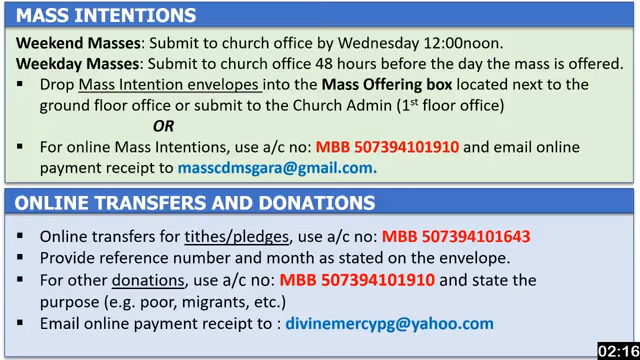 MASS INTENTIONS
Weekend Masses: Submit to church office by Wednesday 12:00noon.
Weekday Masses: Submit to church office 48 hours before the day the mass is offered.
▪ Drop Mass Intention envelopes into the Mass Offering box located next to the
ground floor office or submit to the Church Admin (1st floor office)
OR
▪ For online Mass Intentions, use a/c no: MBB 507394101910 and email online
payment receipt to masscdmsgara@gmail.com.
ONLINE TRANSFERS AND DONATIONS
▪ Online transfers for tithes/pledges, use a/c no: MBB 507394101643
▪ Provide reference number and month as stated on the envelope.
▪ For other donations, use a/c no: MBB 507394101910 and state the
purpose (e.g. poor, migrants, etc.)
▪ Email online payment receipt to : divinemercypg@yahoo.com
02:16